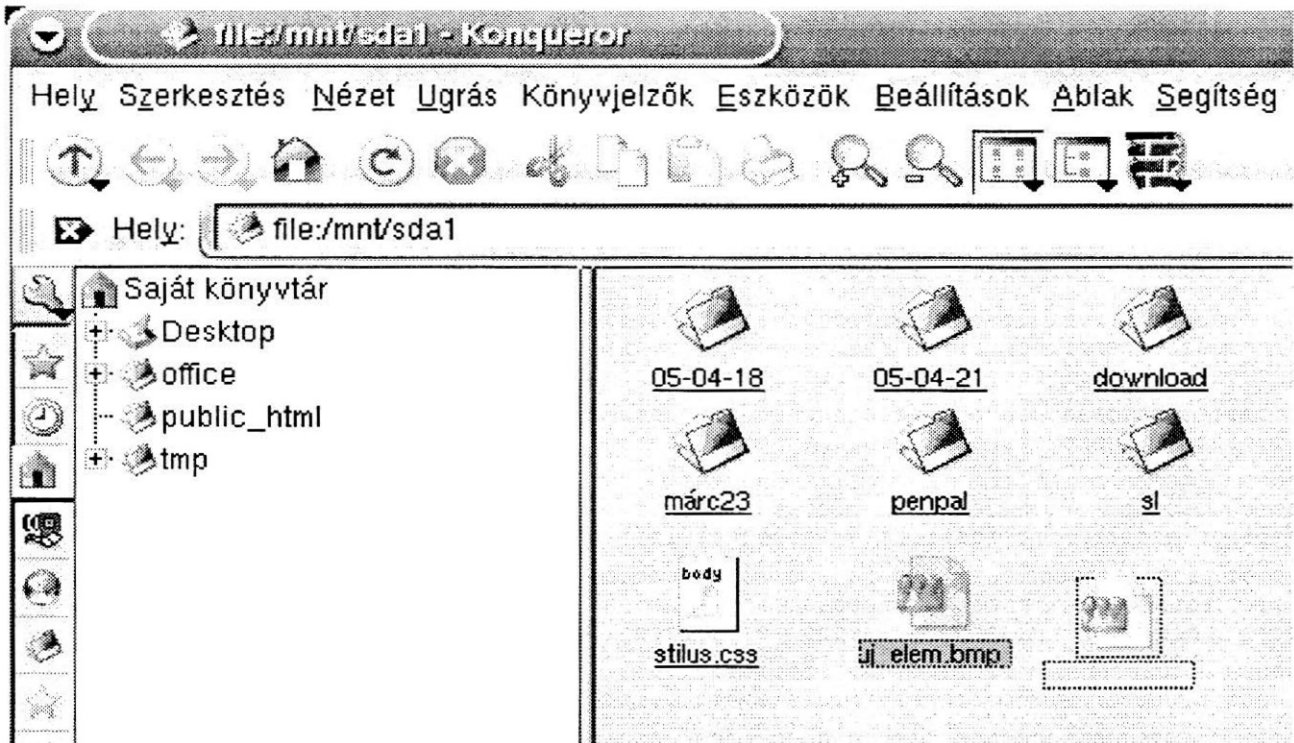 file:/mnt/sda1 - Konqueror
Hely Szerkesztés Nézet Ugrás Könyvjelzők Eszközök Beállítások Ablak Segítség
Hely: file:/mnt/sda1
Saját könyvtár
Desktop
office
public_html
tmp
05-04-18 05-04-21 download
márc23 penpal sl
body
stilus.css uj_elem.bmp